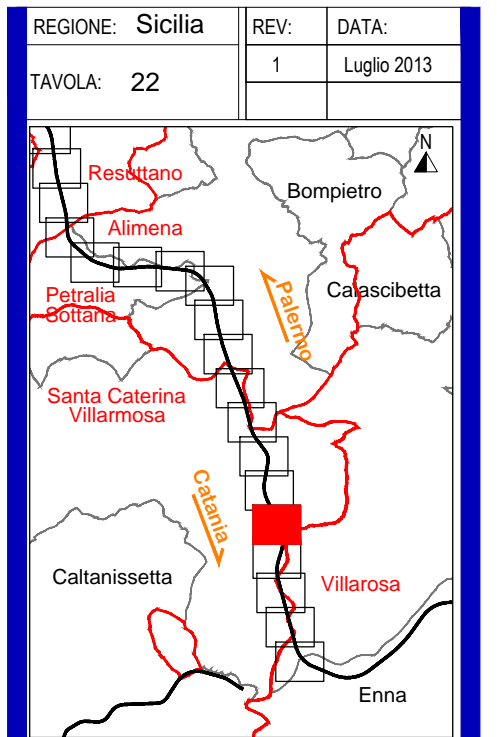 REGIONE: Sicilia
REV:
DATA:
TAVOLA: 22
1
Luglio 2013
N
Resuttano
Bompietro
Alimena
Calascibetta
Petralia
Sottana
Palermo
Santa Caterina
Villarmosa
Catania
Caltanissetta
Villarosa
Enna